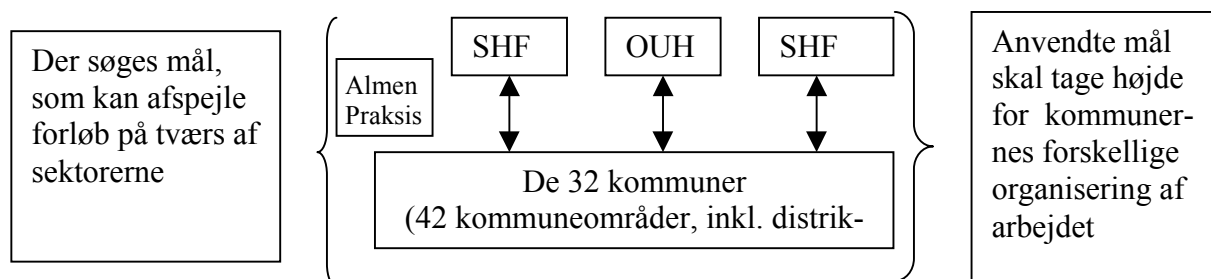 Der søges mål,
som kan afspejle
forløb på tværs af
sektorerne
Almen
Praksis
SHF
OUH
SHF
De 32 kommuner
(42 kommuneområder, inkl. distrik-
Anvendte mål
skal tage højde
for kommuner-
nes forskellige
organisering af
arbejdet